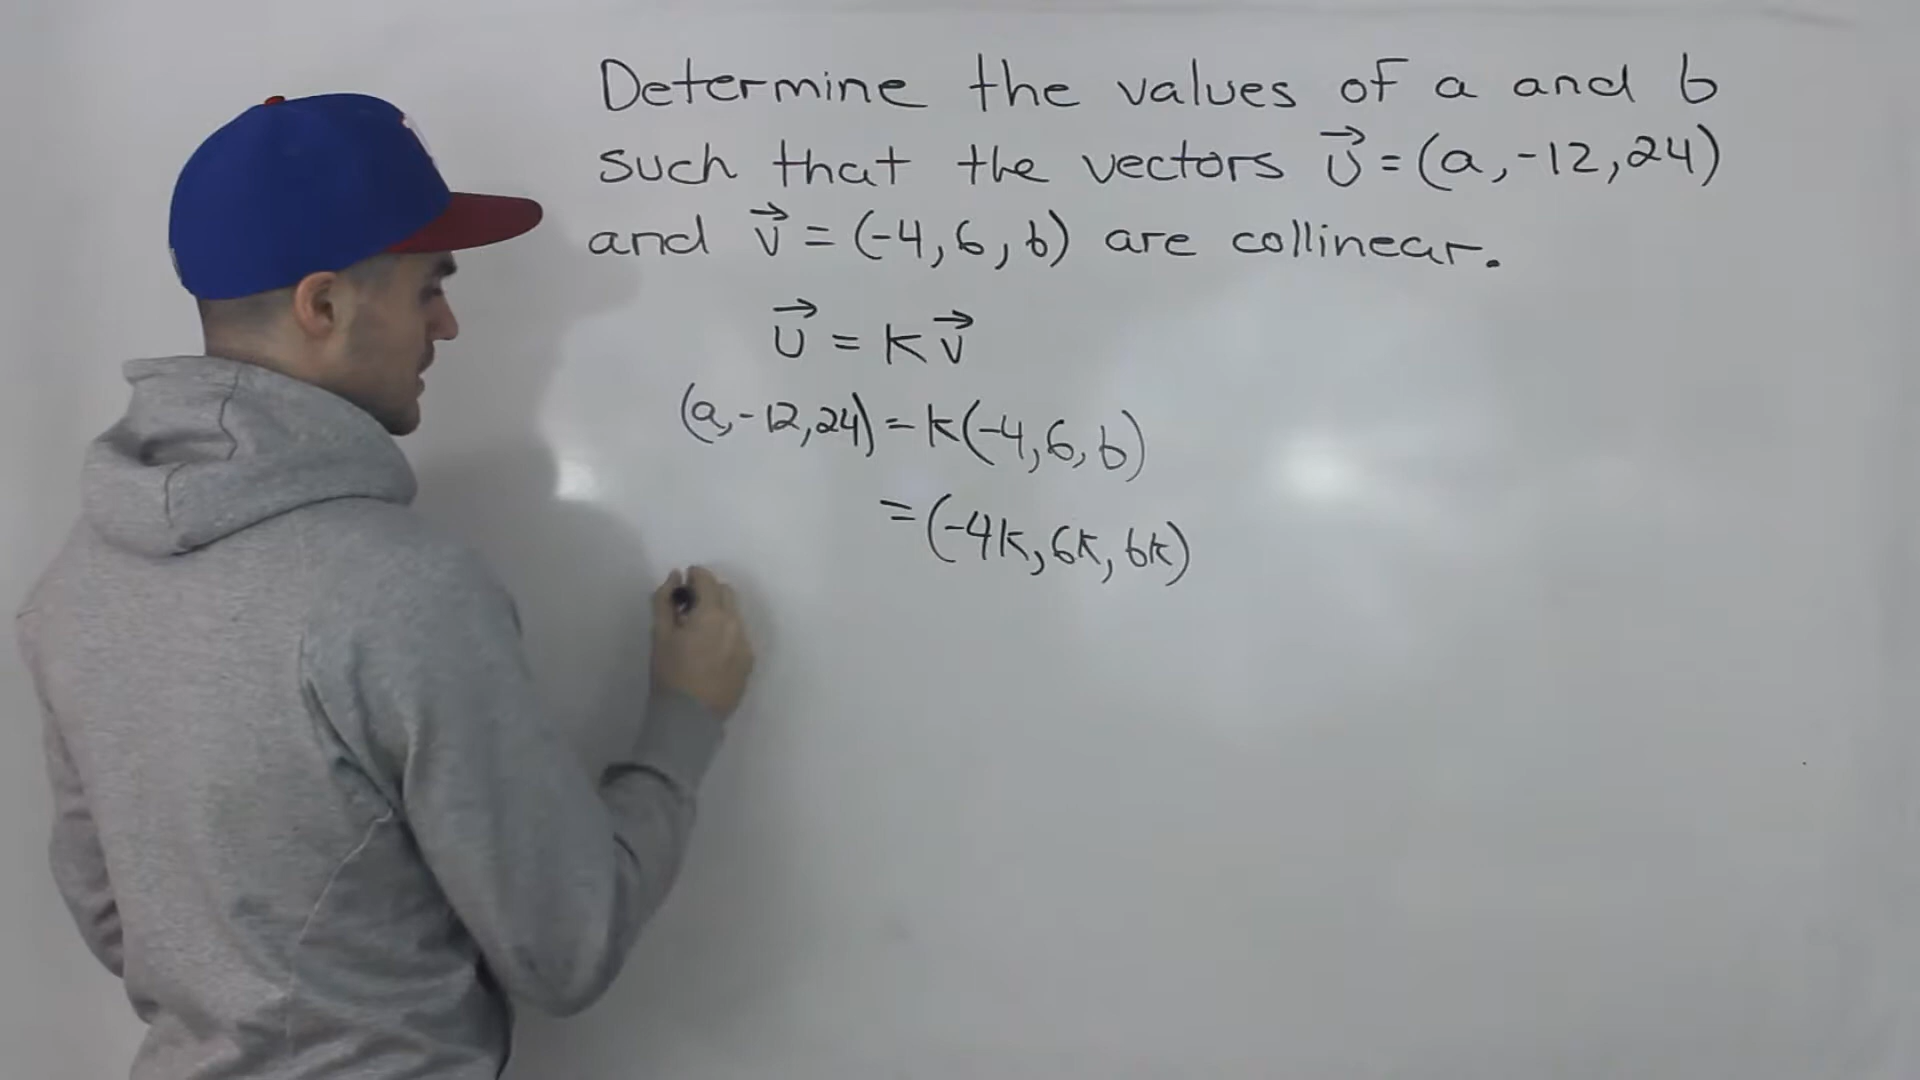 Determine the values of a and b
such that the vectors →U = (a, -12, 24)
and →V = (-4, 6, b) are collinear.
→U = K→V
(a, -12, 24) = K(-4, 6, b)
= (-4K, 6K, bK)